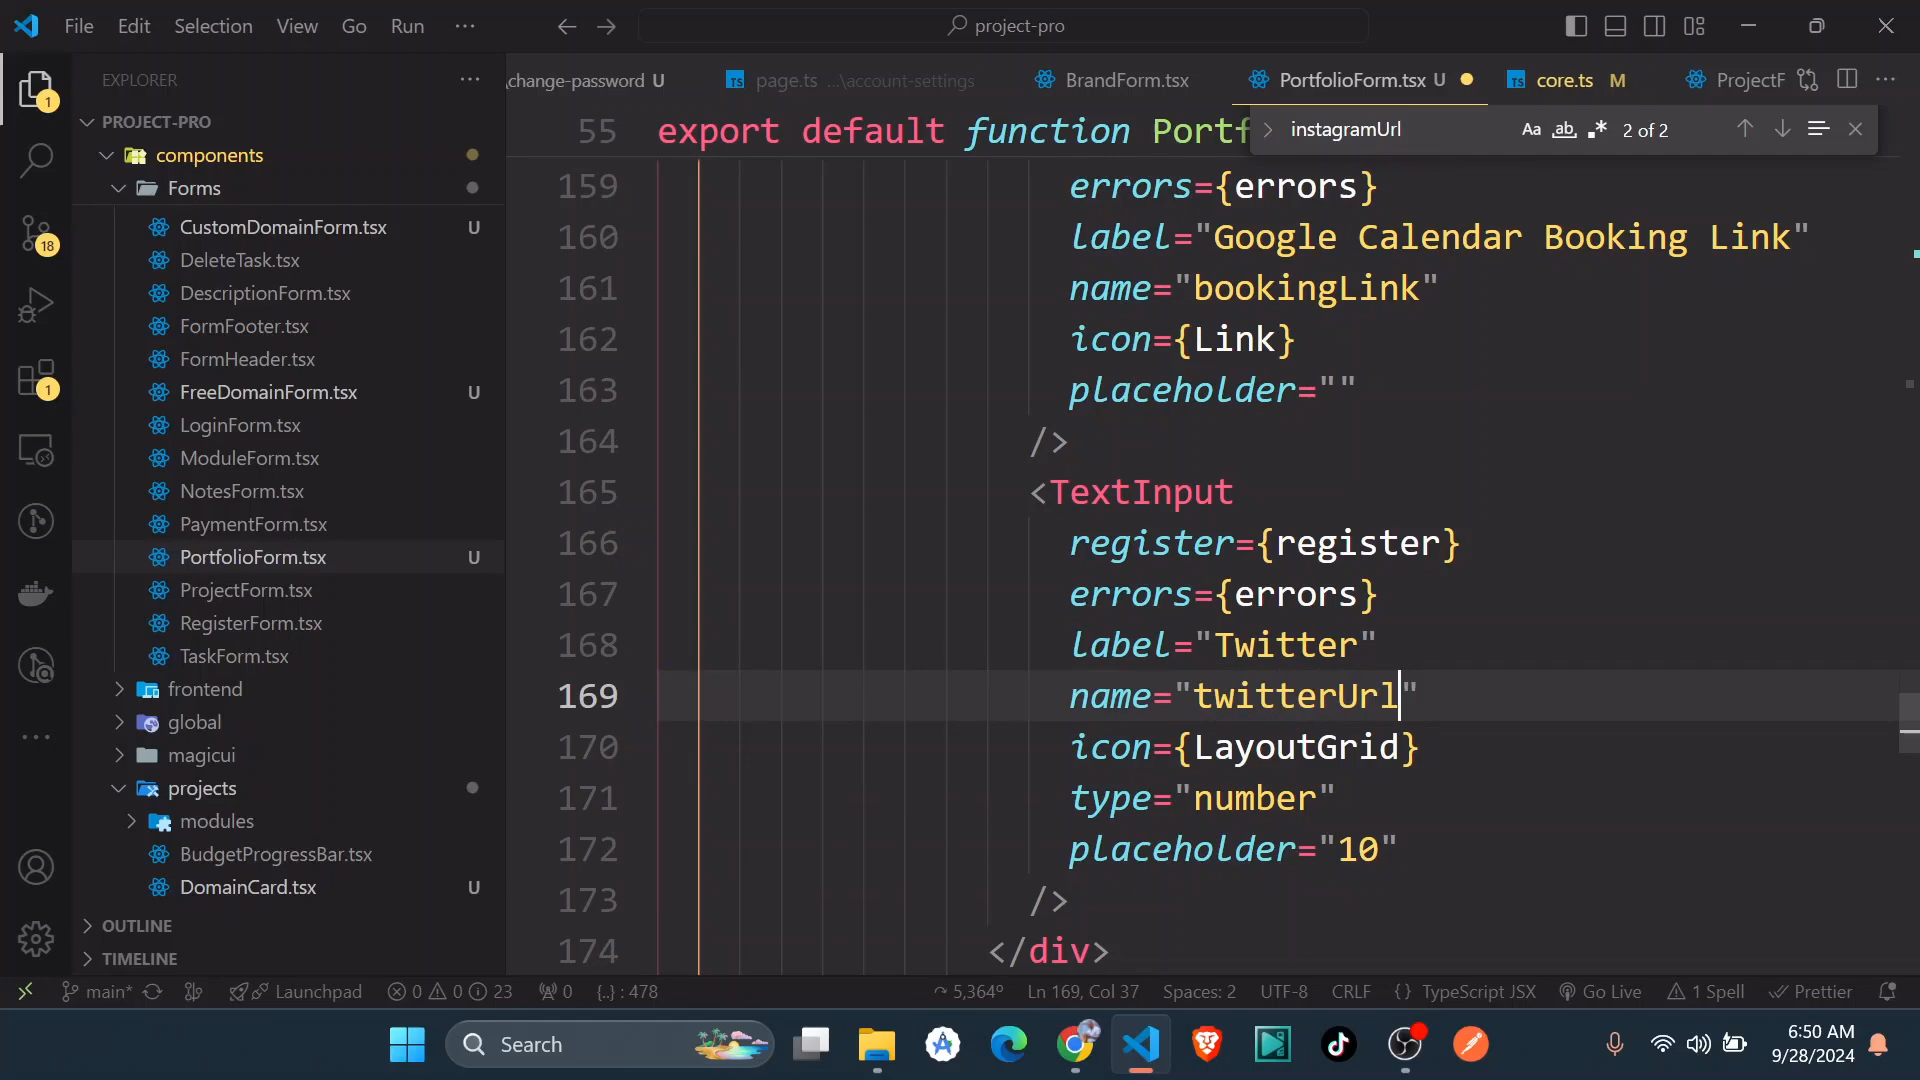 File Edit Selection View Go Run ···
project-pro
EXPLORER
change-password U
page.ts ...\account-settings
BrandForm.tsx
PortfolioForm.tsx U
core.ts M
ProjectF
instagramUrl
Aa ab 2 of 2
PROJECT-PRO
components
Forms
CustomDomainForm.tsx U
DeleteTask.tsx
DescriptionForm.tsx
FormFooter.tsx
FormHeader.tsx
FreeDomainForm.tsx U
LoginForm.tsx
ModuleForm.tsx
NotesForm.tsx
PaymentForm.tsx
PortfolioForm.tsx U
ProjectForm.tsx
RegisterForm.tsx
TaskForm.tsx
frontend
global
magicui
projects
modules
BudgetProgressBar.tsx
DomainCard.tsx U
OUTLINE
TIMELINE
1
18
1
55 export default function Portf
159 errors={errors}
160 label="Google Calendar Booking Link"
161 name="bookingLink"
162 icon={Link}
163 placeholder=""
164 />
165 <TextInput
166 register={register}
167 errors={errors}
168 label="Twitter"
169 name="twitterUrl"
170 icon={LayoutGrid}
171 type="number"
172 placeholder="10"
173 />
174 </div>
main* Launchpad 0 0 23 0 {..} : 478 5,364° Ln 169, Col 37 Spaces: 2 UTF-8 CRLF {} TypeScript JSX Go Live 1 Spell Prettier
Search
6:50 AM
9/28/2024